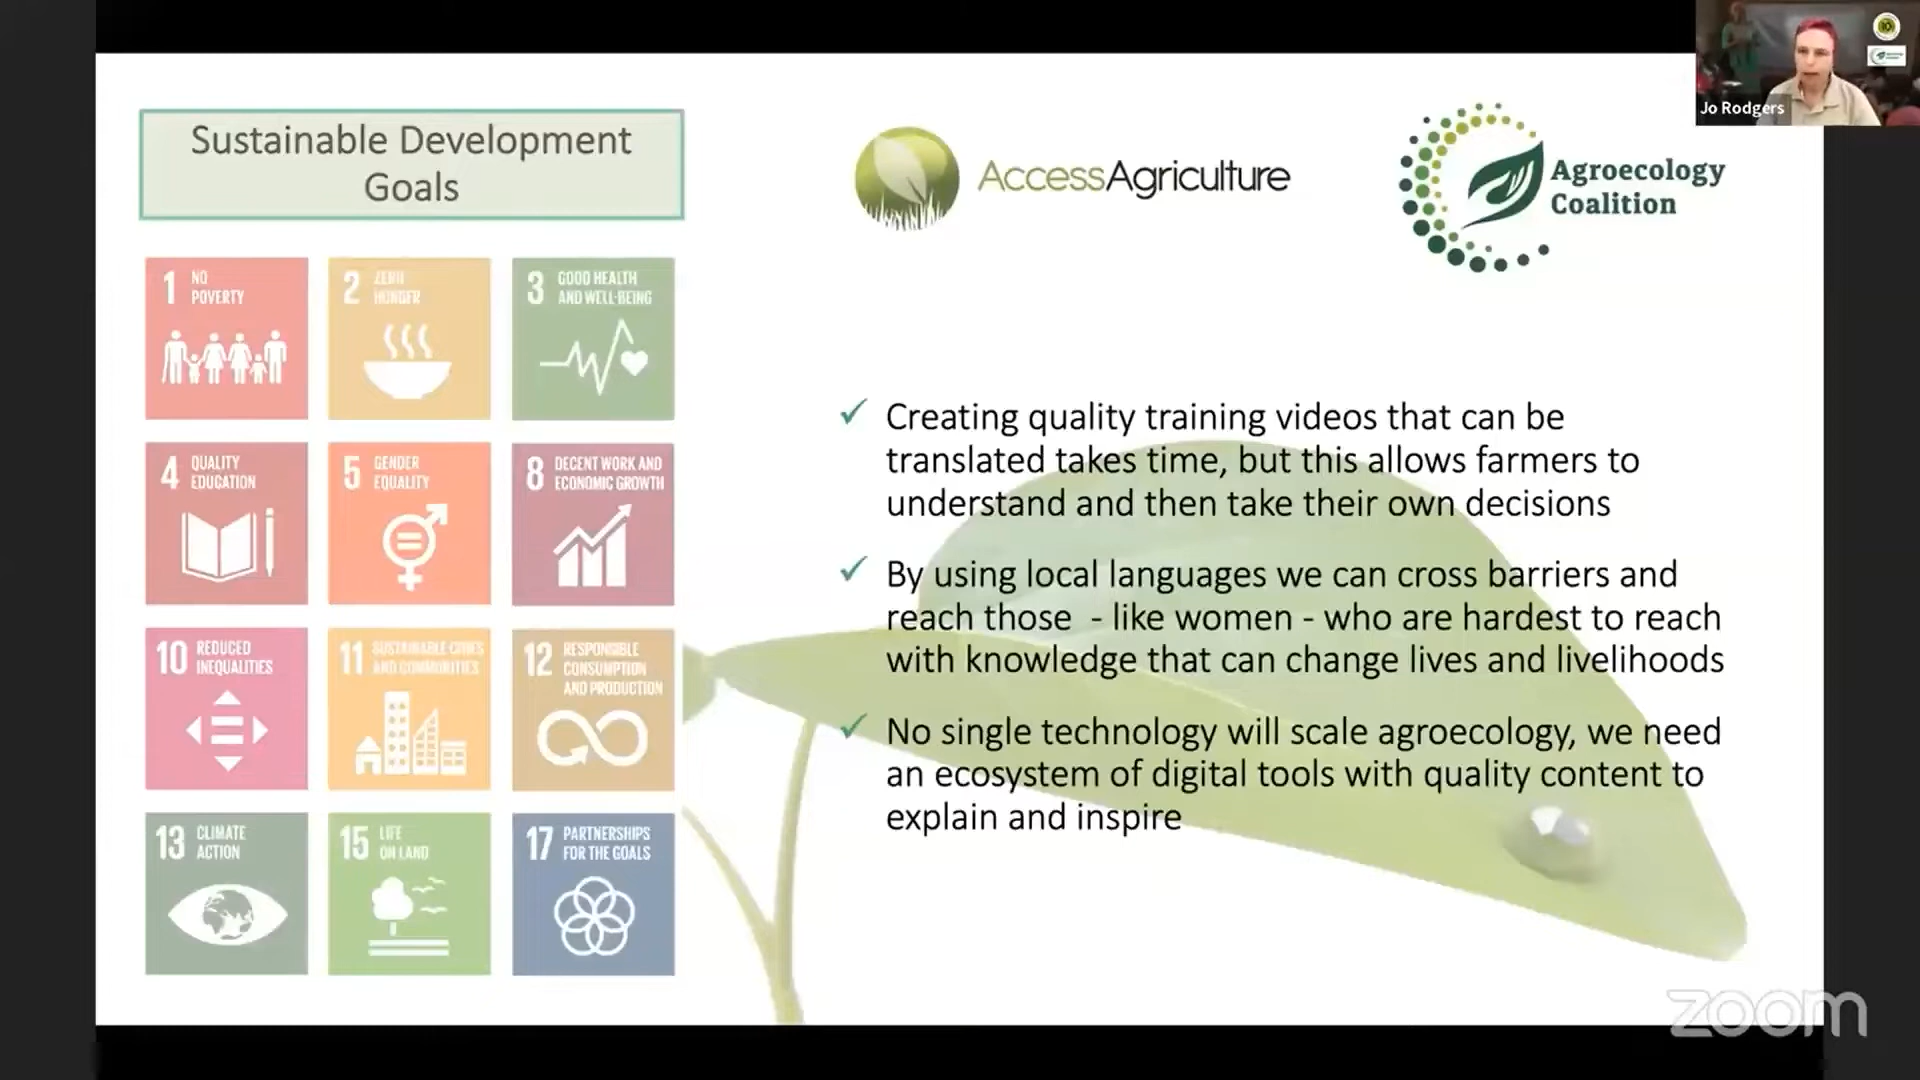 Sustainable Development
Goals
AccessAgriculture
Agroecology
Coalition
Jo Rodgers
1 NO
POVERTY
2 ZERO
HUNGER
3 GOOD HEALTH
AND WELL-BEING
4 QUALITY
EDUCATION
5 GENDER
EQUALITY
8 DECENT WORK AND
ECONOMIC GROWTH
10 REDUCED
INEQUALITIES
11 SUSTAINABLE CITIES
AND COMMUNITIES
12 RESPONSIBLE
CONSUMPTION
AND PRODUCTION
13 CLIMATE
ACTION
15 LIFE
ON LAND
17 PARTNERSHIPS
FOR THE GOALS
✓ Creating quality training videos that can be
translated takes time, but this allows farmers to
understand and then take their own decisions
✓ By using local languages we can cross barriers and
reach those - like women - who are hardest to reach
with knowledge that can change lives and livelihoods
✓ No single technology will scale agroecology, we need
an ecosystem of digital tools with quality content to
explain and inspire
zoom